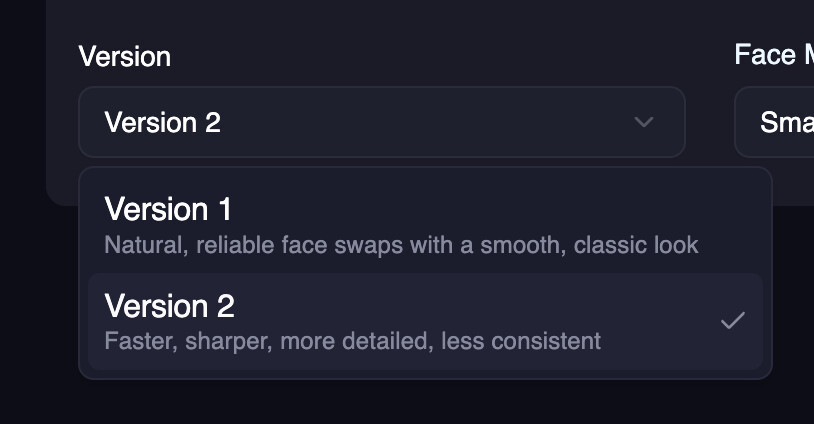 Version
Face
Version 2
Version 1
Natural, reliable face swaps with a smooth, classic look
Version 2
Faster, sharper, more detailed, less consistent